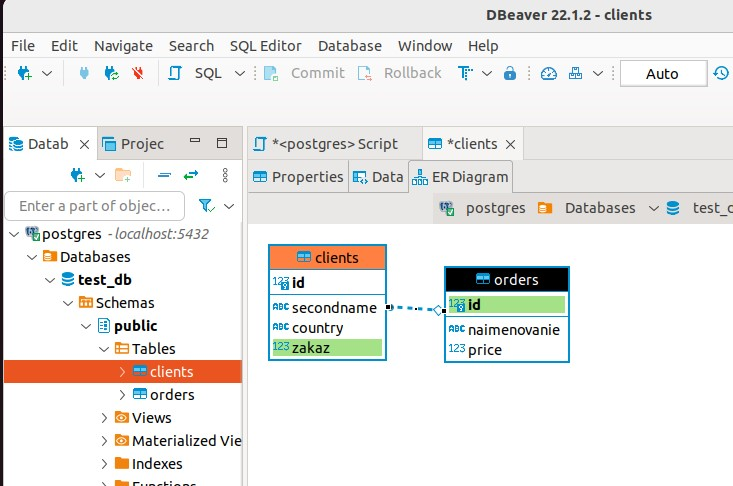 DBeaver 22.1.2 - clients
File Edit Navigate Search SQL Editor Database Window Help
SQL Commit Rollback Auto
Datab Projec
*<postgres> Script *clients
Properties Data ER Diagram
Enter a part of objec...
postgres Databases test_d
postgres - localhost:5432
Databases
test_db
Schemas
public
Tables
clients
orders
Views
Materialized Vie
Indexes
Functions
clients
123 id
ABC secondname
ABC country
123 zakaz
orders
123 id
ABC naimenovanie
123 price